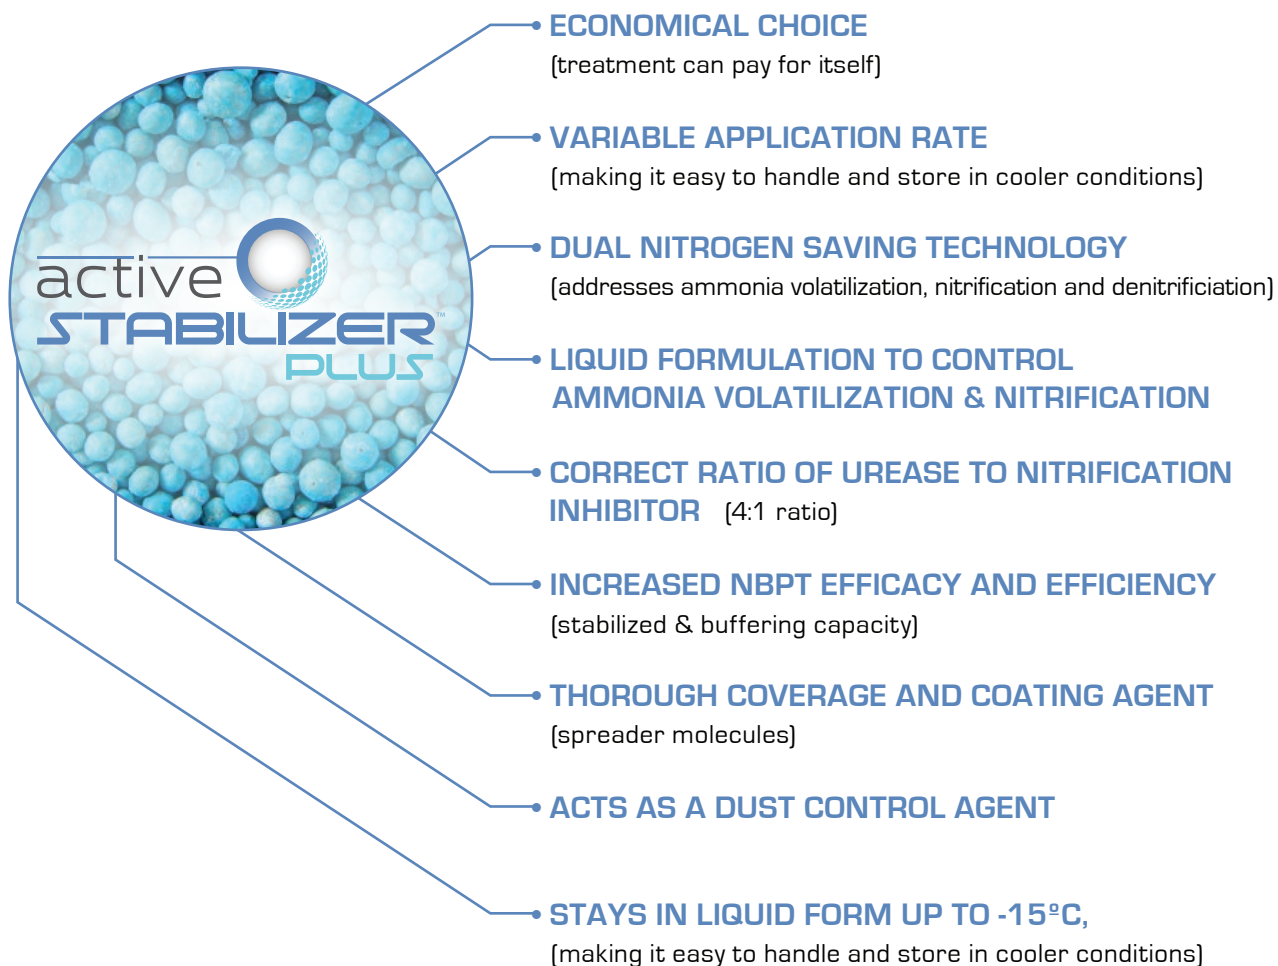 ECONOMICAL CHOICE
(treatment can pay for itself)
VARIABLE APPLICATION RATE
(making it easy to handle and store in cooler conditions)
DUAL NITROGEN SAVING TECHNOLOGY
(addresses ammonia volatilization, nitrification and denitrificiation)
active
STABILIZER™
PLUS
LIQUID FORMULATION TO CONTROL
AMMONIA VOLATILIZATION & NITRIFICATION
CORRECT RATIO OF UREASE TO NITRIFICATION
INHIBITOR (4:1 ratio)
INCREASED NBPT EFFICACY AND EFFICIENCY
(stabilized & buffering capacity)
THOROUGH COVERAGE AND COATING AGENT
(spreader molecules)
ACTS AS A DUST CONTROL AGENT
STAYS IN LIQUID FORM UP TO -15ºC,
(making it easy to handle and store in cooler conditions)